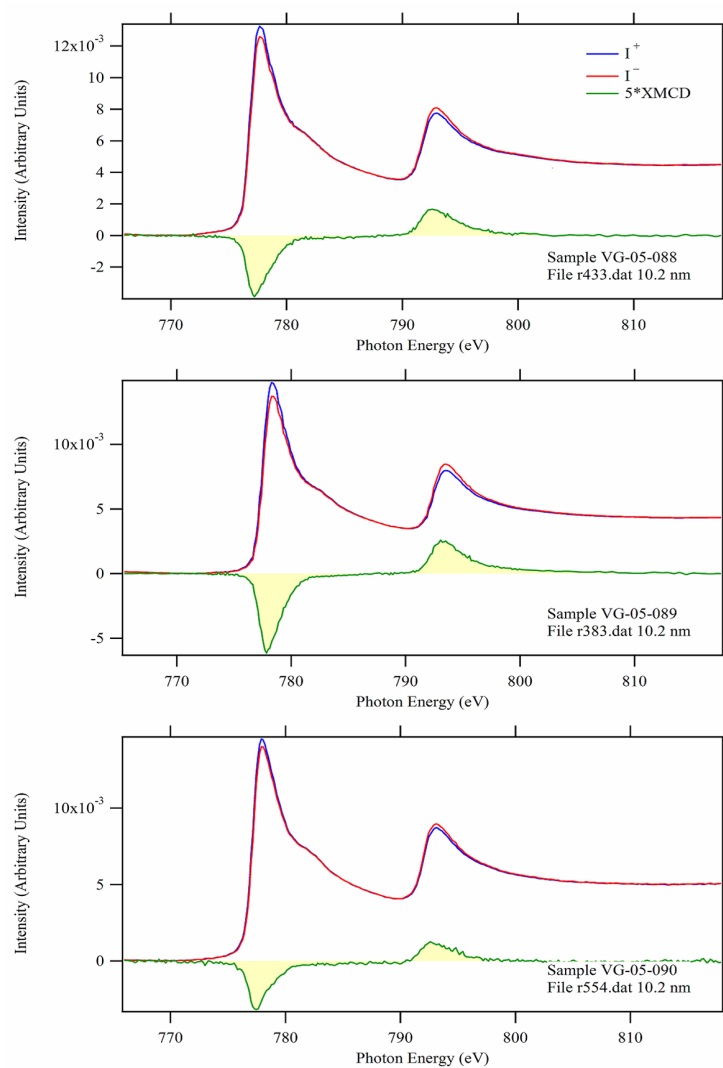 12x10⁻³
10
8
6
4
2
0
-2
Intensity (Arbitrary Units)
I⁺
I⁻
5*XMCD
Sample VG-05-088
File r433.dat 10.2 nm
770 780 790 800 810
Photon Energy (eV)
10x10⁻³
5
0
-5
Intensity (Arbitrary Units)
Sample VG-05-089
File r383.dat 10.2 nm
770 780 790 800 810
Photon Energy (eV)
10x10⁻³
5
0
Intensity (Arbitrary Units)
Sample VG-05-090
File r554.dat 10.2 nm
770 780 790 800 810
Photon Energy (eV)